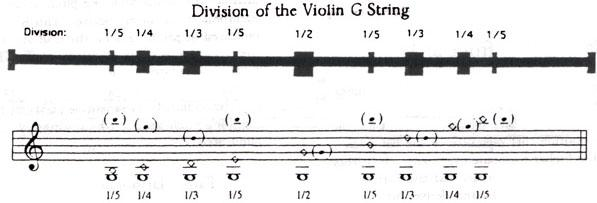 Division of the Violin G String
Division: 1/5 1/4 1/3 1/5 1/2 1/5 1/3 1/4 1/5
1/5 1/4 1/3 1/5 1/2 1/5 1/3 1/4 1/5